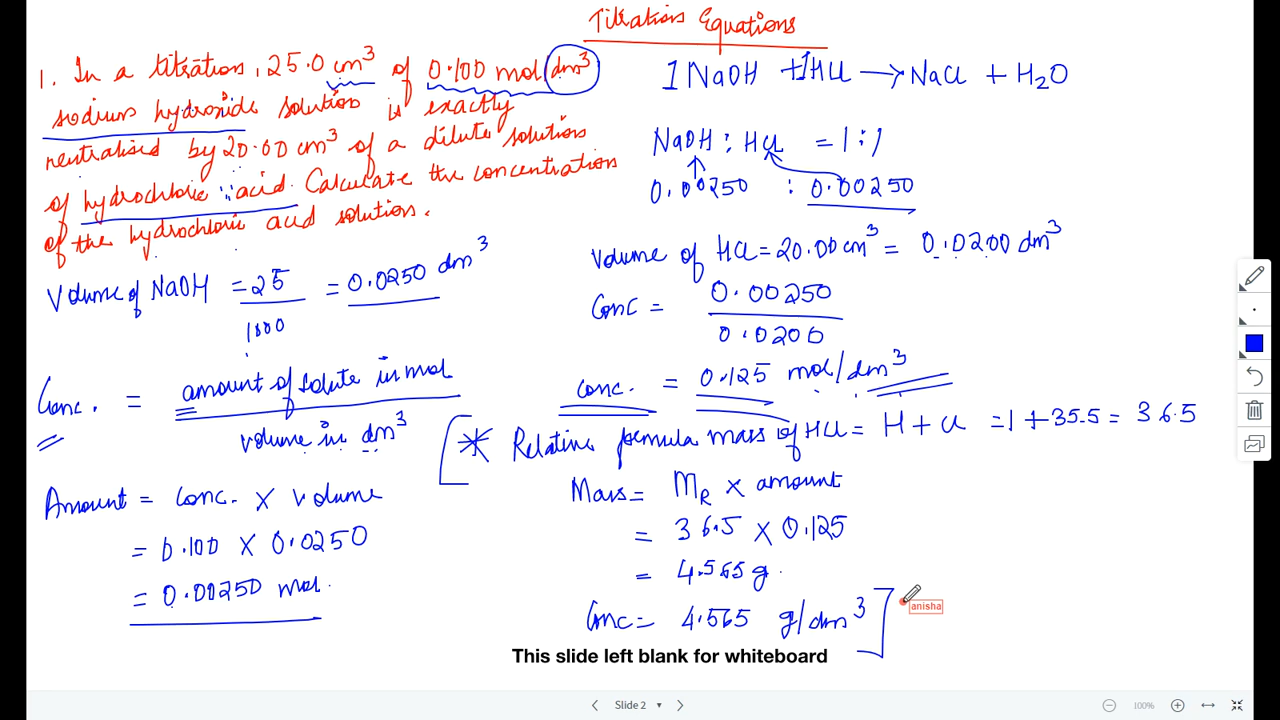 Titrations Equations
1. In a titration, 25.0 cm³ of 0.100 mol dm³
sodium hydroxide solution is exactly
neutralised by 20.00 cm³ of a dilute solution
of hydrochloric acid. Calculate the concentration
of the hydrochloric acid solution.
Volume of NaOH = 25 / 1000 = 0.0250 dm³
Conc. = amount of solute in mol / volume in dm³
Amount = conc. × volume
= 0.100 × 0.0250
= 0.00250 mol.
1 NaOH + 1HCl → NaCl + H₂O
NaOH : HCl = 1 : 1
0.00250 : 0.00250
Volume of HCl = 20.00 cm³ = 0.0200 dm³
Conc = 0.00250 / 0.0200
conc. = 0.125 mol/dm³
* Relative formula mass of HCl = H + Cl = 1 + 35.5 = 36.5
Mass = MR × amount
= 36.5 × 0.125
= 4.565 g.
Conc = 4.565 g/dm³
anisha
This slide left blank for whiteboard
Slide 2
100%